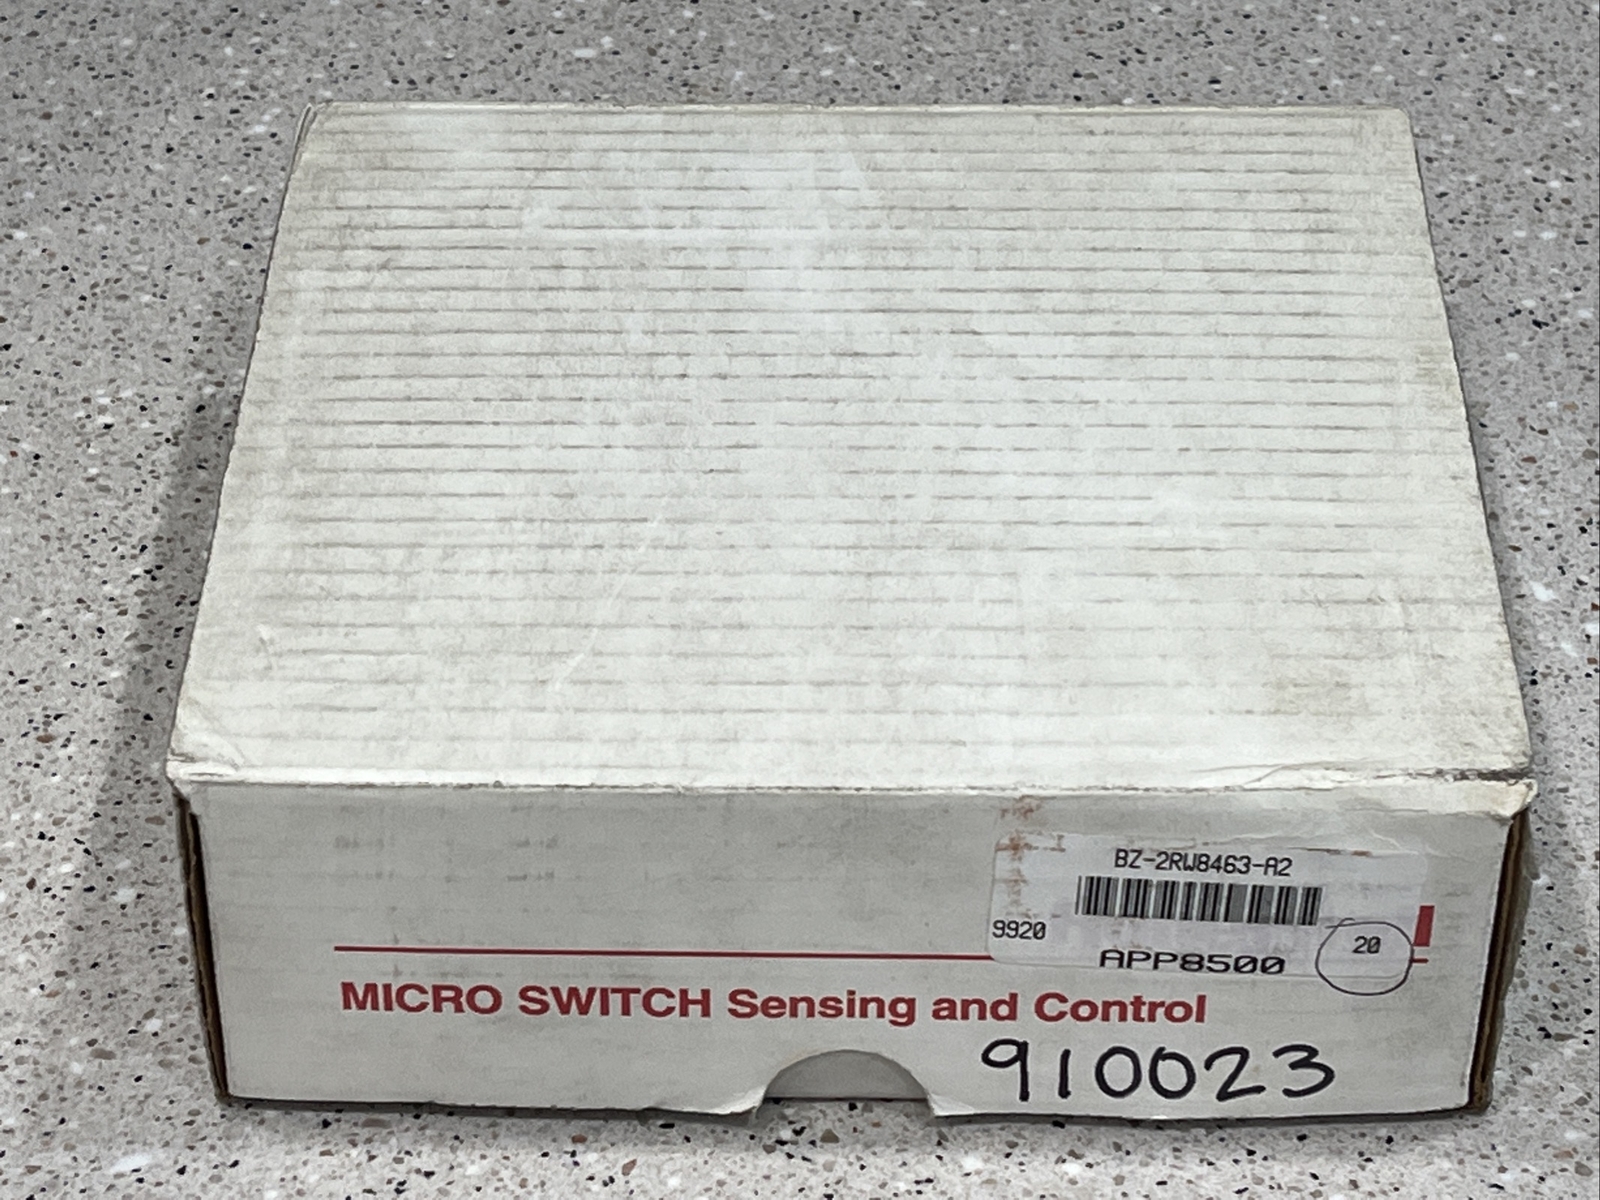 BZ-2RW8463-A2
9920
20
APP8500
MICRO SWITCH Sensing and Control
910023